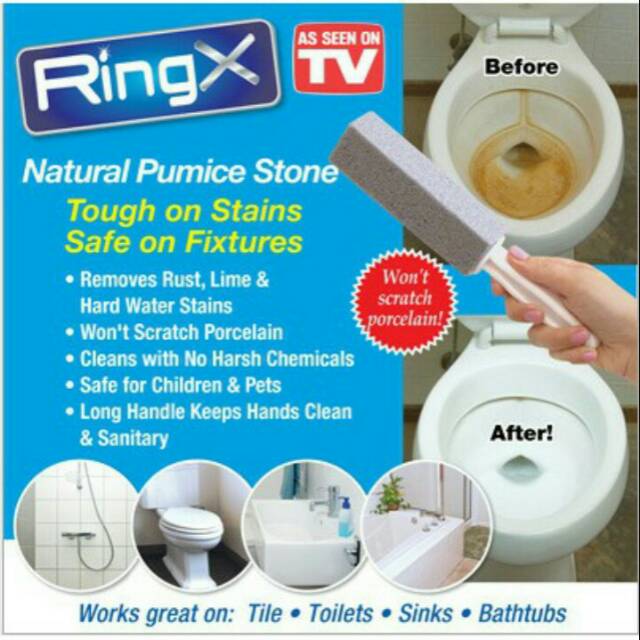 RingX
AS SEEN ON
TV
Before
Natural Pumice Stone
Tough on Stains
Safe on Fixtures
• Removes Rust, Lime &
Hard Water Stains
• Won't Scratch Porcelain
• Cleans with No Harsh Chemicals
• Safe for Children & Pets
• Long Handle Keeps Hands Clean
& Sanitary
Won't
scratch
porcelain!
After!
Works great on: Tile • Toilets • Sinks • Bathtubs